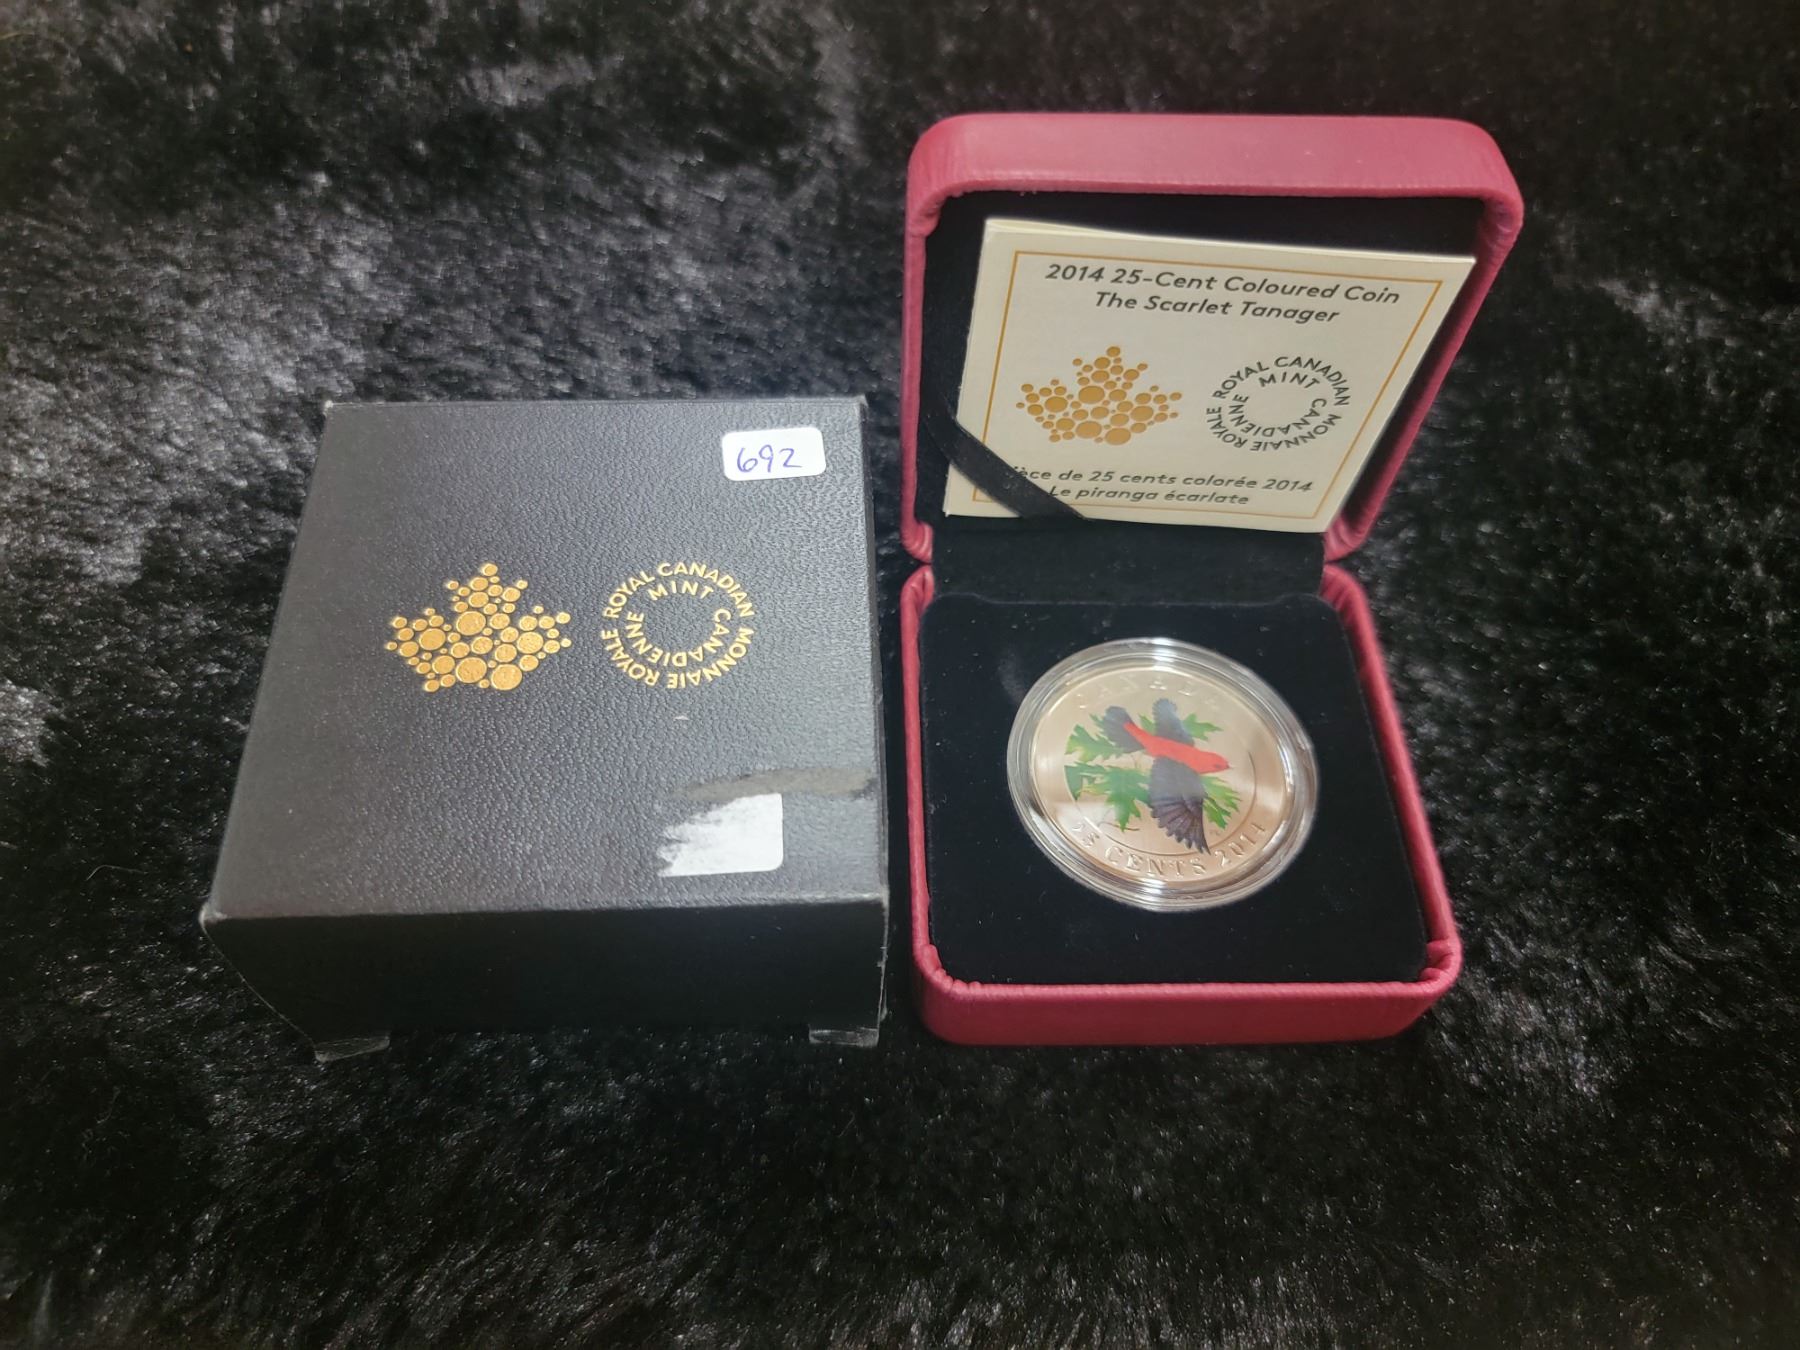 692
ROYAL CANADIAN MINT
MONNAIE ROYALE CANADIENNE
2014 25-Cent Coloured Coin
The Scarlet Tanager
ROYAL CANADIAN MINT
MONNAIE ROYALE CANADIENNE
ièce de 25 cents colorée 2014
Le piranga écarlate
CANADA
25 CENTS 2014